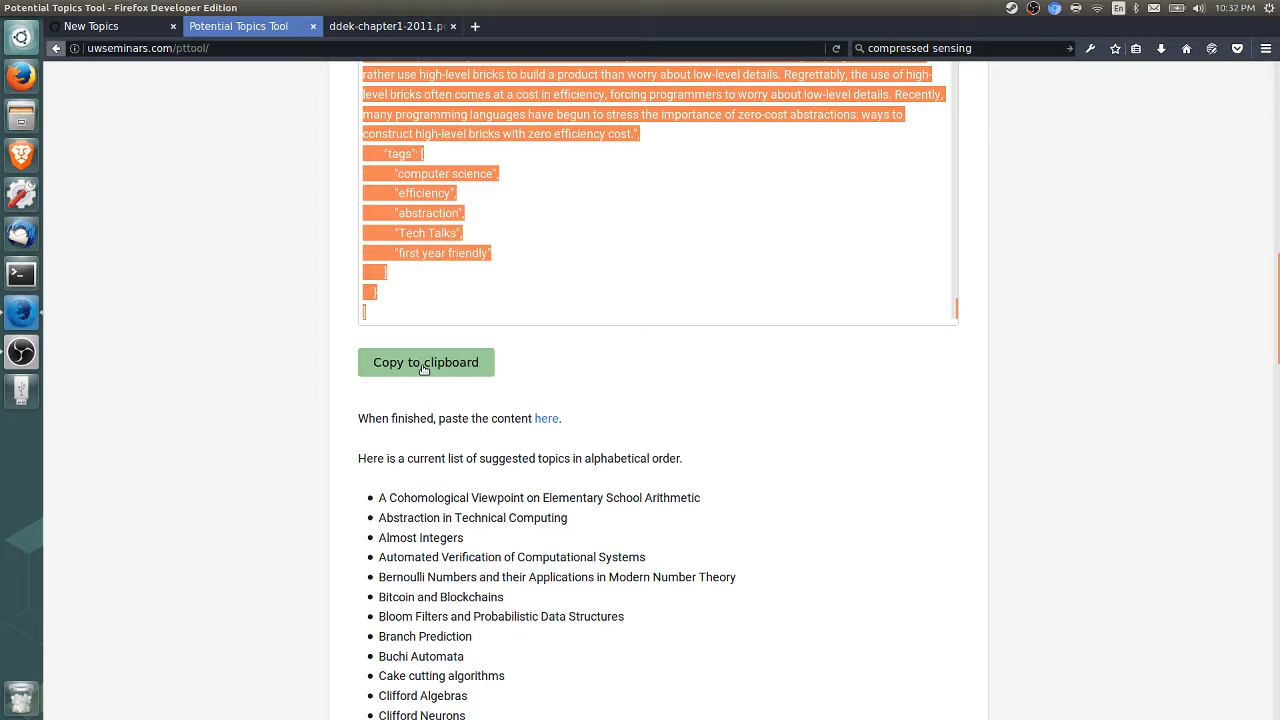 Potential Topics Tool - Firefox Developer Edition
10:32 PM
New Topics
Potential Topics Tool
ddek-chapter1-2011.p
uwseminars.com/pttool/
compressed sensing
rather use high-level bricks to build a product than worry about low-level details. Regrettably, the use of high-
level bricks often comes at a cost in efficiency, forcing programmers to worry about low-level details. Recently,
many programming languages have begun to stress the importance of zero-cost abstractions: ways to
construct high-level bricks with zero efficiency cost.",
"tags": [
"computer science",
"efficiency",
"abstraction",
"Tech Talks",
"first year friendly"
]
}
]
Copy to clipboard
When finished, paste the content here.
Here is a current list of suggested topics in alphabetical order.
• A Cohomological Viewpoint on Elementary School Arithmetic
• Abstraction in Technical Computing
• Almost Integers
• Automated Verification of Computational Systems
• Bernoulli Numbers and their Applications in Modern Number Theory
• Bitcoin and Blockchains
• Bloom Filters and Probabilistic Data Structures
• Branch Prediction
• Buchi Automata
• Cake cutting algorithms
• Clifford Algebras
• Clifford Neurons